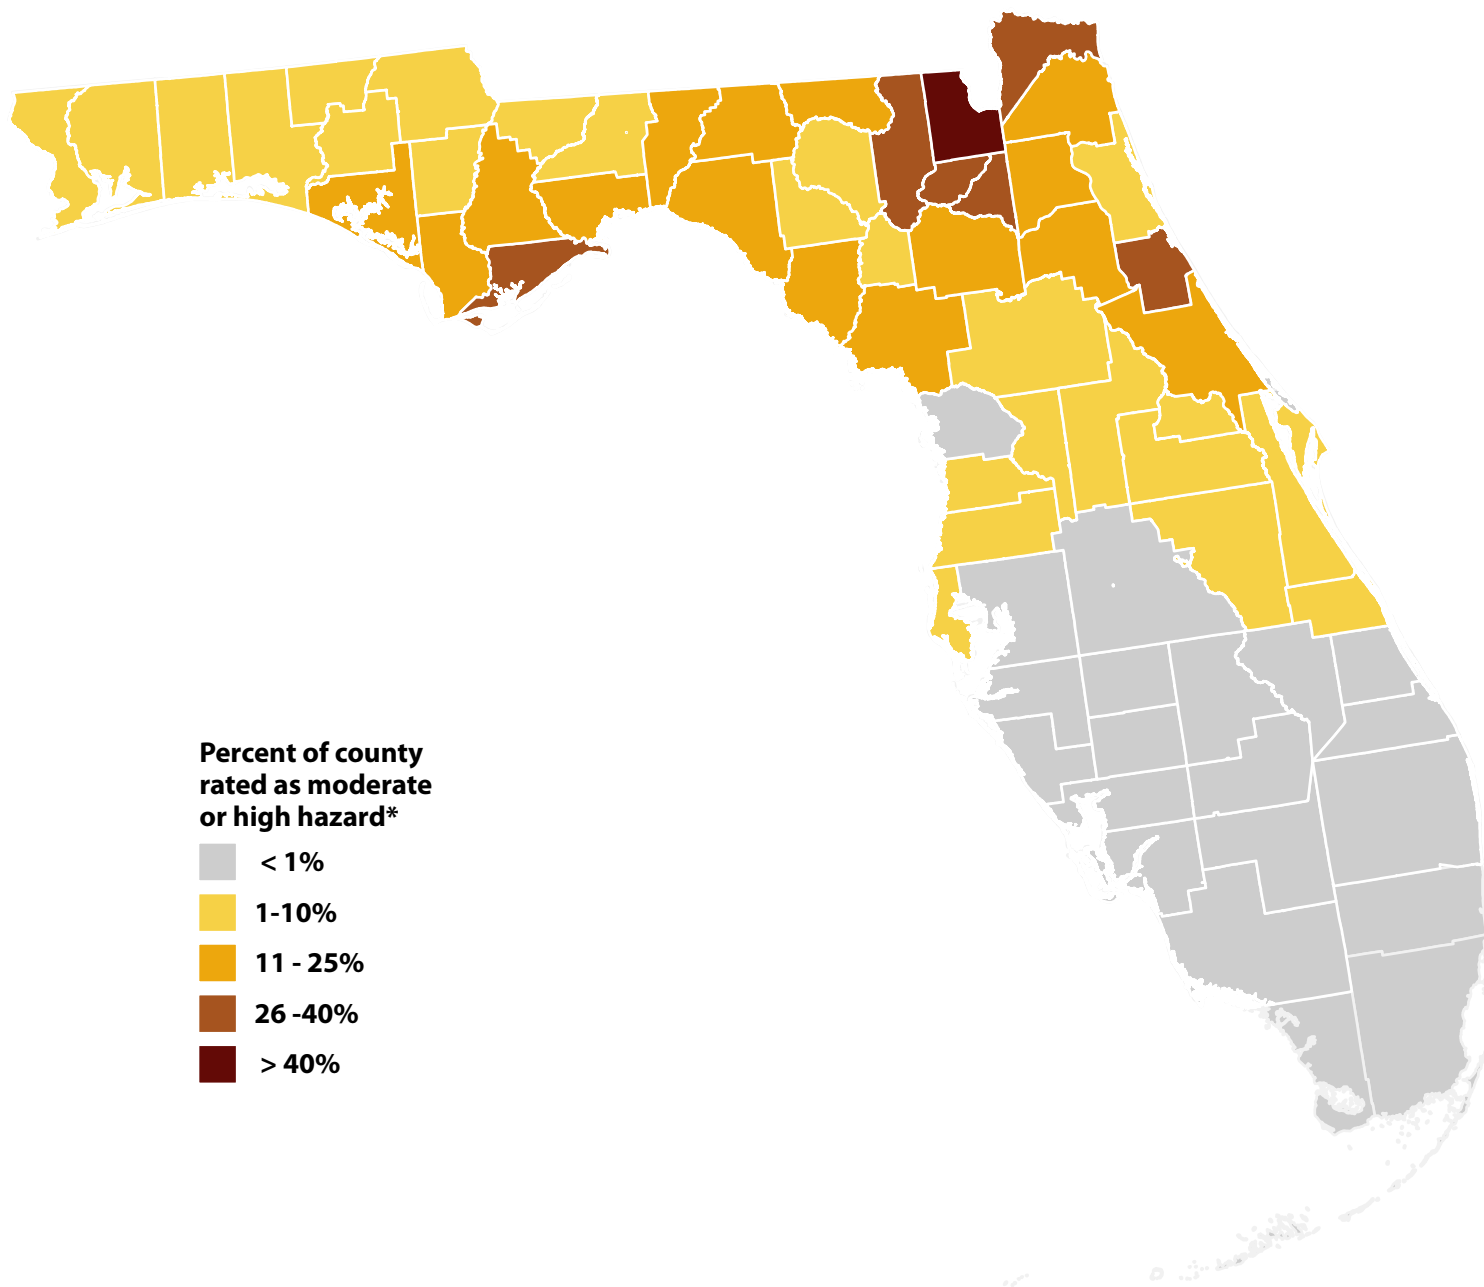 Percent of county
rated as moderate
or high hazard*
< 1%
1-10%
11 - 25%
26 -40%
> 40%